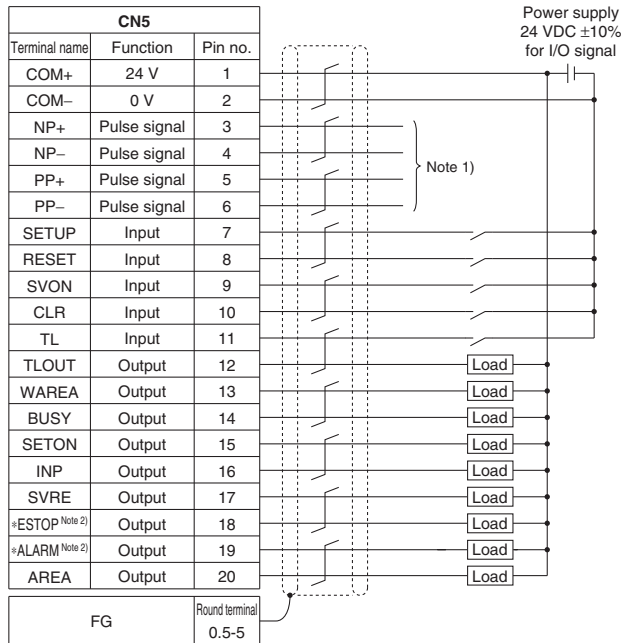 CN5
Power supply
24 VDC ±10%
for I/O signal
Terminal name Function Pin no.
COM+ 24 V 1
COM− 0 V 2
NP+ Pulse signal 3
NP− Pulse signal 4
PP+ Pulse signal 5
PP− Pulse signal 6
Note 1)
SETUP Input 7
RESET Input 8
SVON Input 9
CLR Input 10
TL Input 11
TLOUT Output 12 Load
WAREA Output 13 Load
BUSY Output 14 Load
SETON Output 15 Load
INP Output 16 Load
SVRE Output 17 Load
*ESTOP Note 2) Output 18 Load
*ALARM Note 2) Output 19 Load
AREA Output 20 Load
FG Round terminal
0.5-5